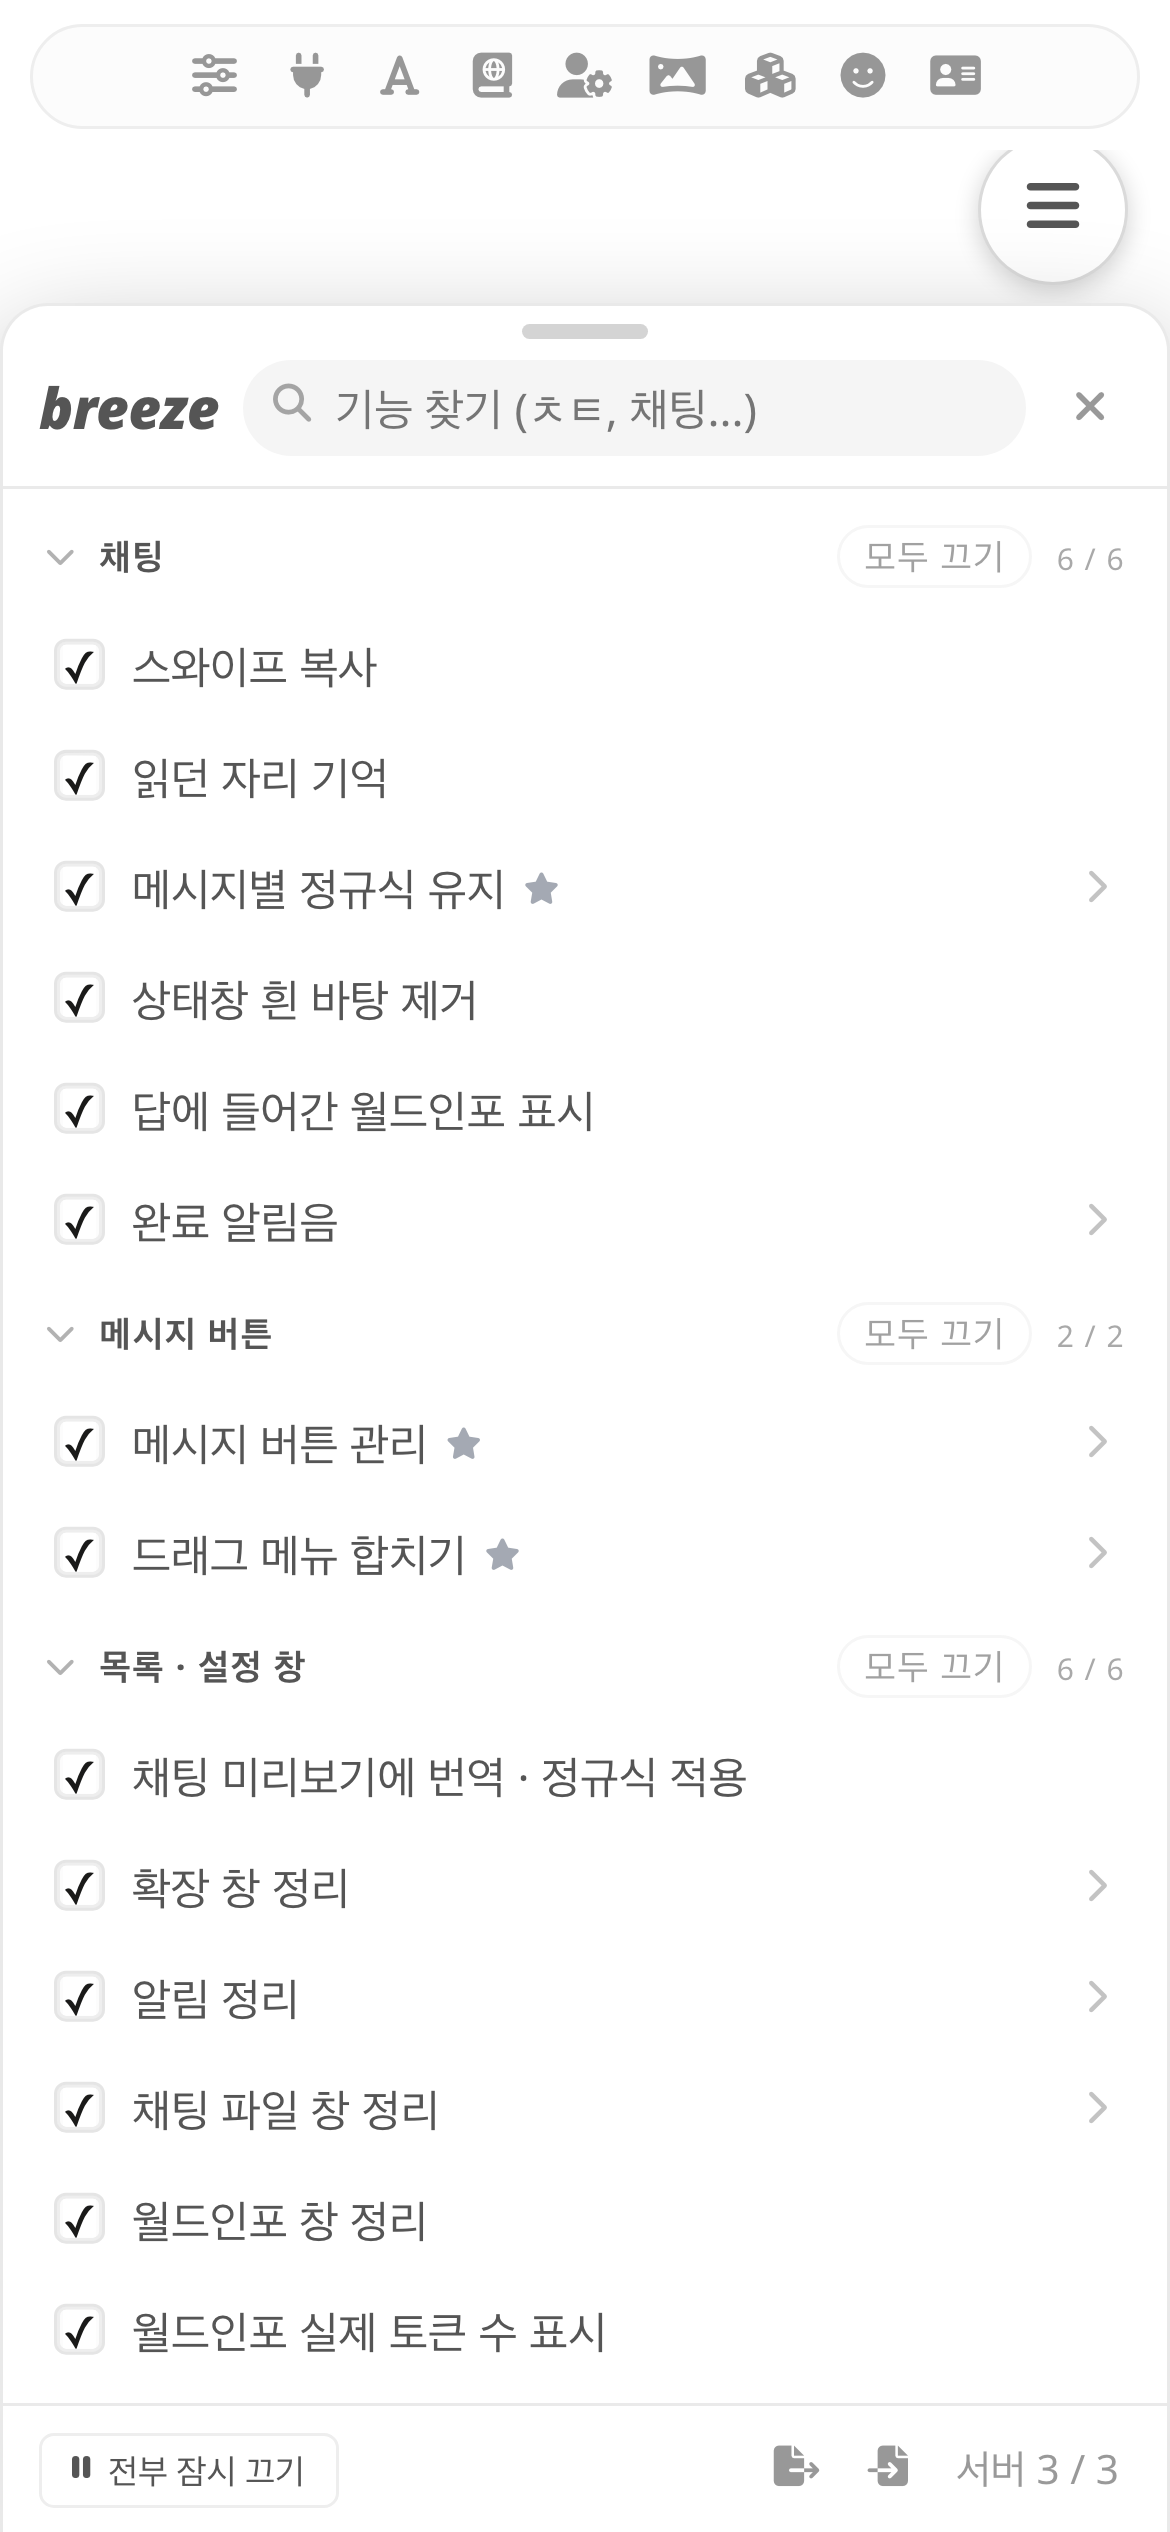 breeze
기능 찾기 (ㅊㅌ, 채팅...)
채팅 모두 끄기 6 / 6
스와이프 복사
읽던 자리 기억
메시지별 정규식 유지
상태창 흰 바탕 제거
답에 들어간 월드인포 표시
완료 알림음
메시지 버튼 모두 끄기 2 / 2
메시지 버튼 관리
드래그 메뉴 합치기
목록 · 설정 창 모두 끄기 6 / 6
채팅 미리보기에 번역 · 정규식 적용
확장 창 정리
알림 정리
채팅 파일 창 정리
월드인포 창 정리
월드인포 실제 토큰 수 표시
전부 잠시 끄기 서버 3 / 3